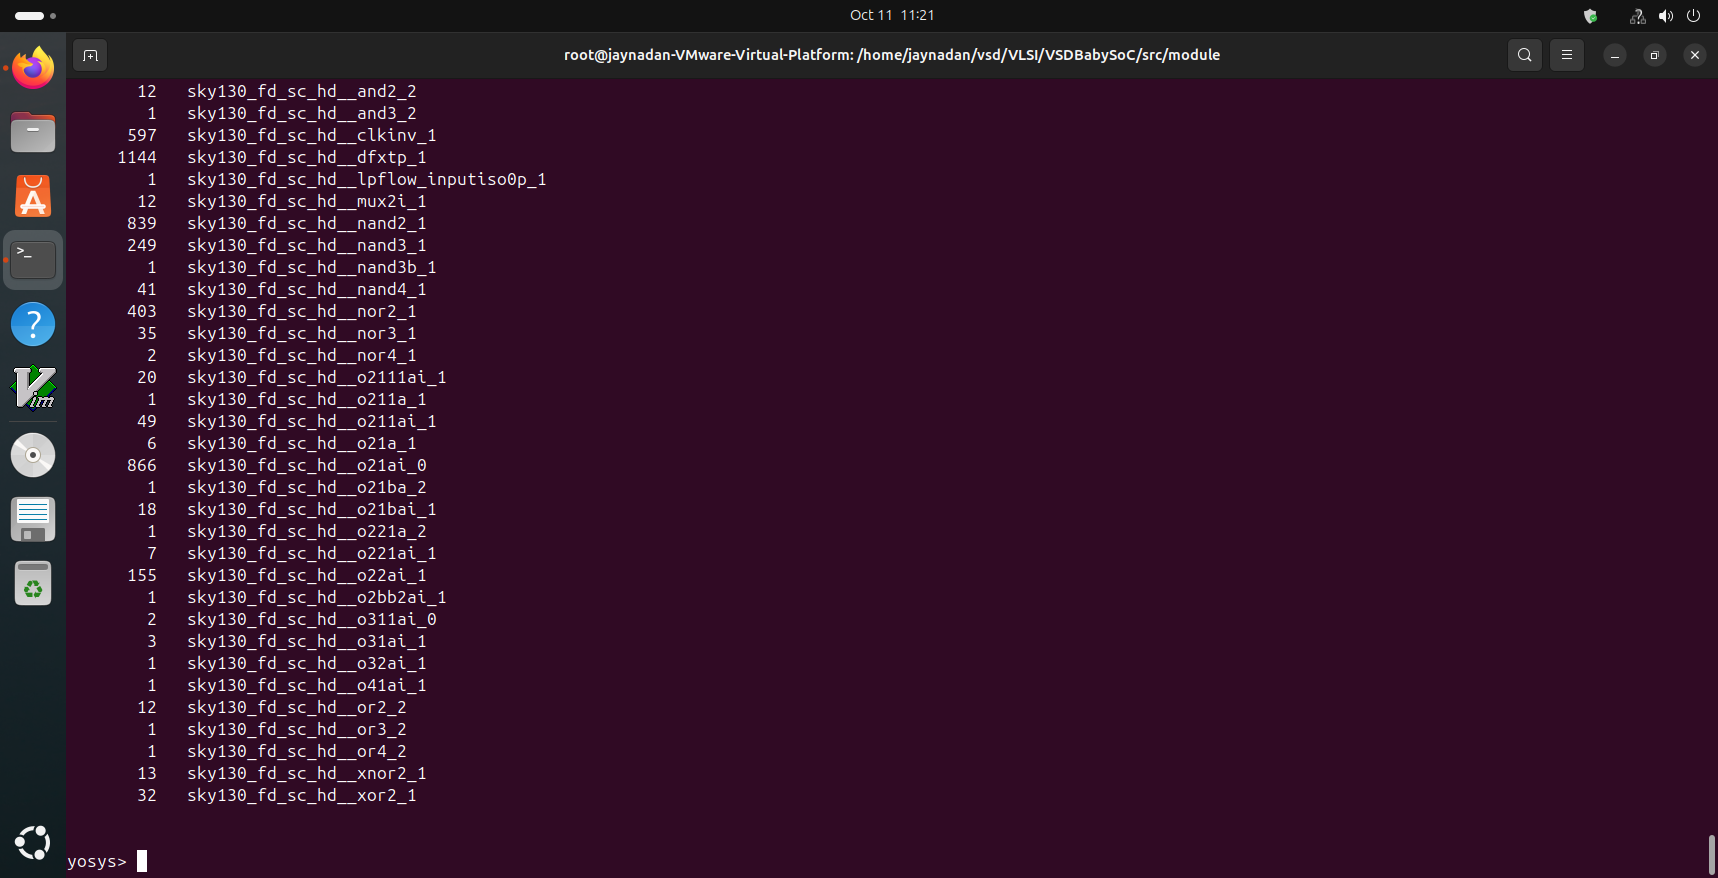 Oct 11 11:21
root@jaynadan-VMware-Virtual-Platform: /home/jaynadan/vsd/VLSI/VSDBabySoC/src/module
12 sky130_fd_sc_hd__and2_2
1 sky130_fd_sc_hd__and3_2
597 sky130_fd_sc_hd__clkinv_1
1144 sky130_fd_sc_hd__dfxtp_1
1 sky130_fd_sc_hd__lpflow_inputiso0p_1
12 sky130_fd_sc_hd__mux2i_1
839 sky130_fd_sc_hd__nand2_1
249 sky130_fd_sc_hd__nand3_1
1 sky130_fd_sc_hd__nand3b_1
41 sky130_fd_sc_hd__nand4_1
403 sky130_fd_sc_hd__nor2_1
35 sky130_fd_sc_hd__nor3_1
2 sky130_fd_sc_hd__nor4_1
20 sky130_fd_sc_hd__o2111ai_1
1 sky130_fd_sc_hd__o211a_1
49 sky130_fd_sc_hd__o211ai_1
6 sky130_fd_sc_hd__o21a_1
866 sky130_fd_sc_hd__o21ai_0
1 sky130_fd_sc_hd__o21ba_2
18 sky130_fd_sc_hd__o21bai_1
1 sky130_fd_sc_hd__o221a_2
7 sky130_fd_sc_hd__o221ai_1
155 sky130_fd_sc_hd__o22ai_1
1 sky130_fd_sc_hd__o2bb2ai_1
2 sky130_fd_sc_hd__o311ai_0
3 sky130_fd_sc_hd__o31ai_1
1 sky130_fd_sc_hd__o32ai_1
1 sky130_fd_sc_hd__o41ai_1
12 sky130_fd_sc_hd__or2_2
1 sky130_fd_sc_hd__or3_2
1 sky130_fd_sc_hd__or4_2
13 sky130_fd_sc_hd__xnor2_1
32 sky130_fd_sc_hd__xor2_1
yosys>